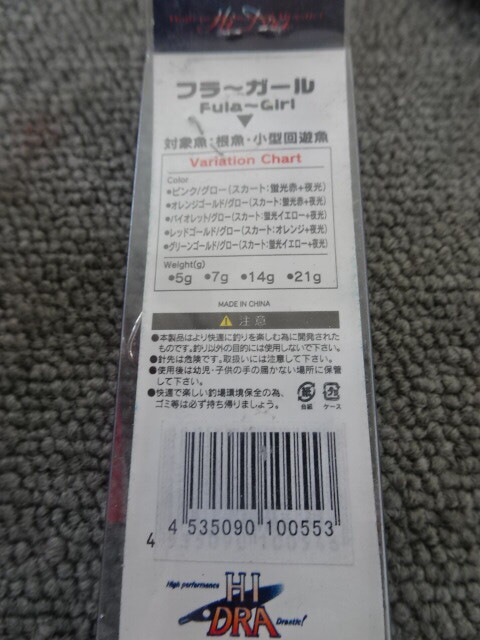 フラ〜ガール
Fula〜Girl
対象魚：根魚・小型回遊魚
Variation Chart
Color
●ピンク/グロー(スカート：蛍光赤+夜光)
●オレンジゴールド/グロー(スカート：蛍光赤+夜光)
●バイオレット/グロー(スカート：蛍光イエロー+夜光)
●レッドゴールド/グロー(スカート：オレンジ+夜光)
●グリーンゴールド/グロー(スカート：蛍光イエロー+夜光)
Weight(g)
●5g ●7g ●14g ●21g
MADE IN CHINA
注意
●本製品はより快適に釣りを楽しむ為に開発された
ものです。釣り以外の目的には使用しないで下さい。
●針先は危険です。取扱いには注意して下さい。
●使用後は幼児・子供の手の届かない場所に保管
して下さい。
●快適で楽しい釣場環境保全の為、
ゴミ等は必ず持ち帰りましょう。
紙 プラ
台紙 ケース
4 535090 100553
4
High performance
HI
DRA
Drastic!